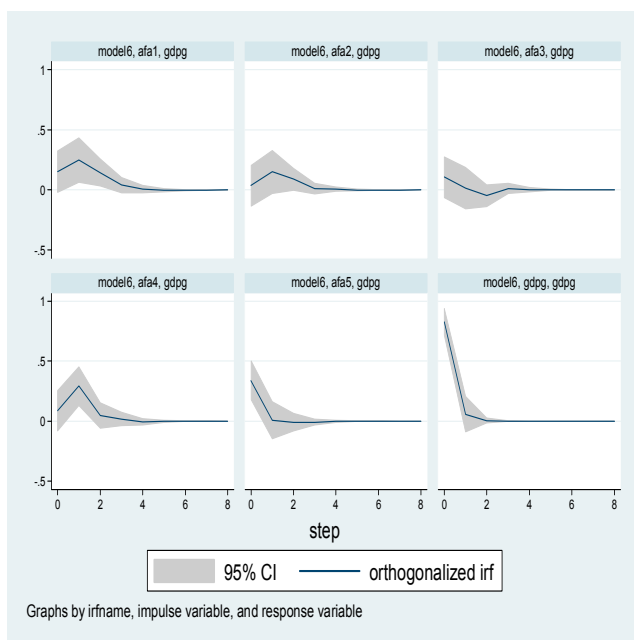 model6, afa1, gdpg
model6, afa2, gdpg
model6, afa3, gdpg
1
.5
0
-.5
model6, afa4, gdpg
model6, afa5, gdpg
model6, gdpg, gdpg
1
.5
0
-.5
0 2 4 6 8
0 2 4 6 8
0 2 4 6 8
step
95% CI
orthogonalized irf
Graphs by irfname, impulse variable, and response variable